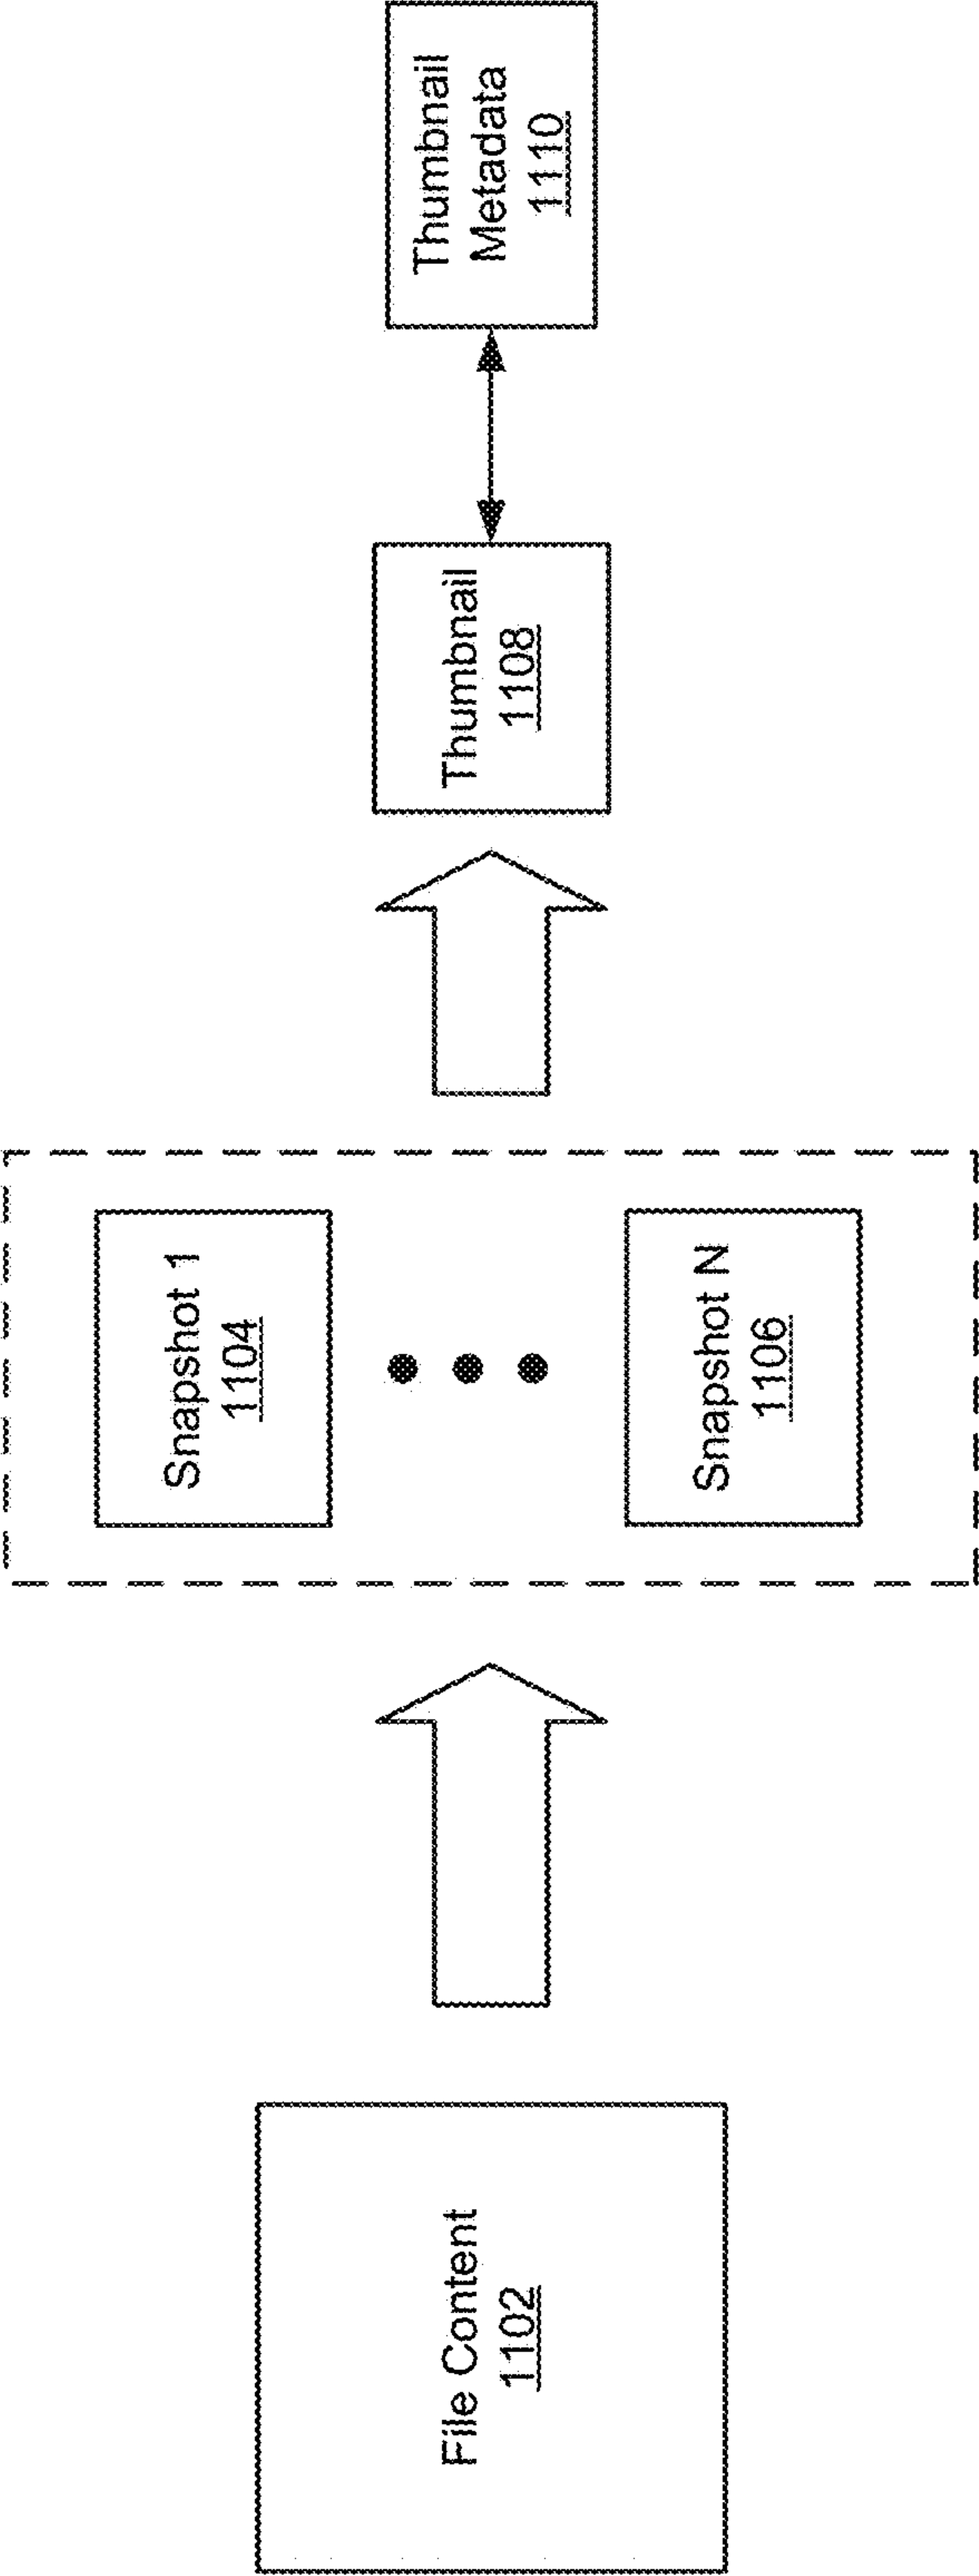 File Content
1102
Snapshot 1
1104
Snapshot N
1106
Thumbnail
1108
Thumbnail
Metadata
1110